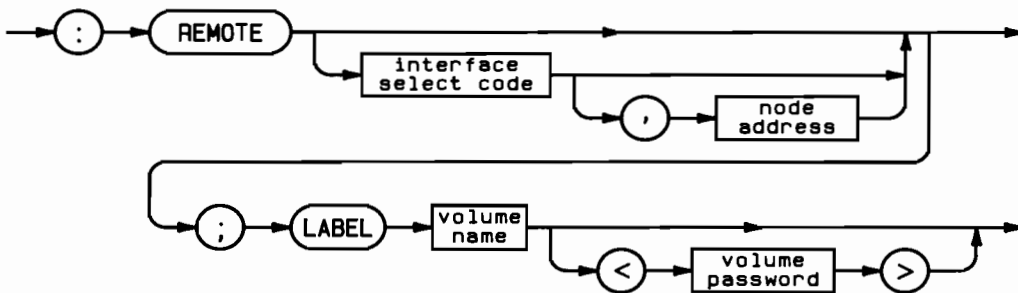 : REMOTE
interface
select code
, node
address
; LABEL volume
name
< volume
password >